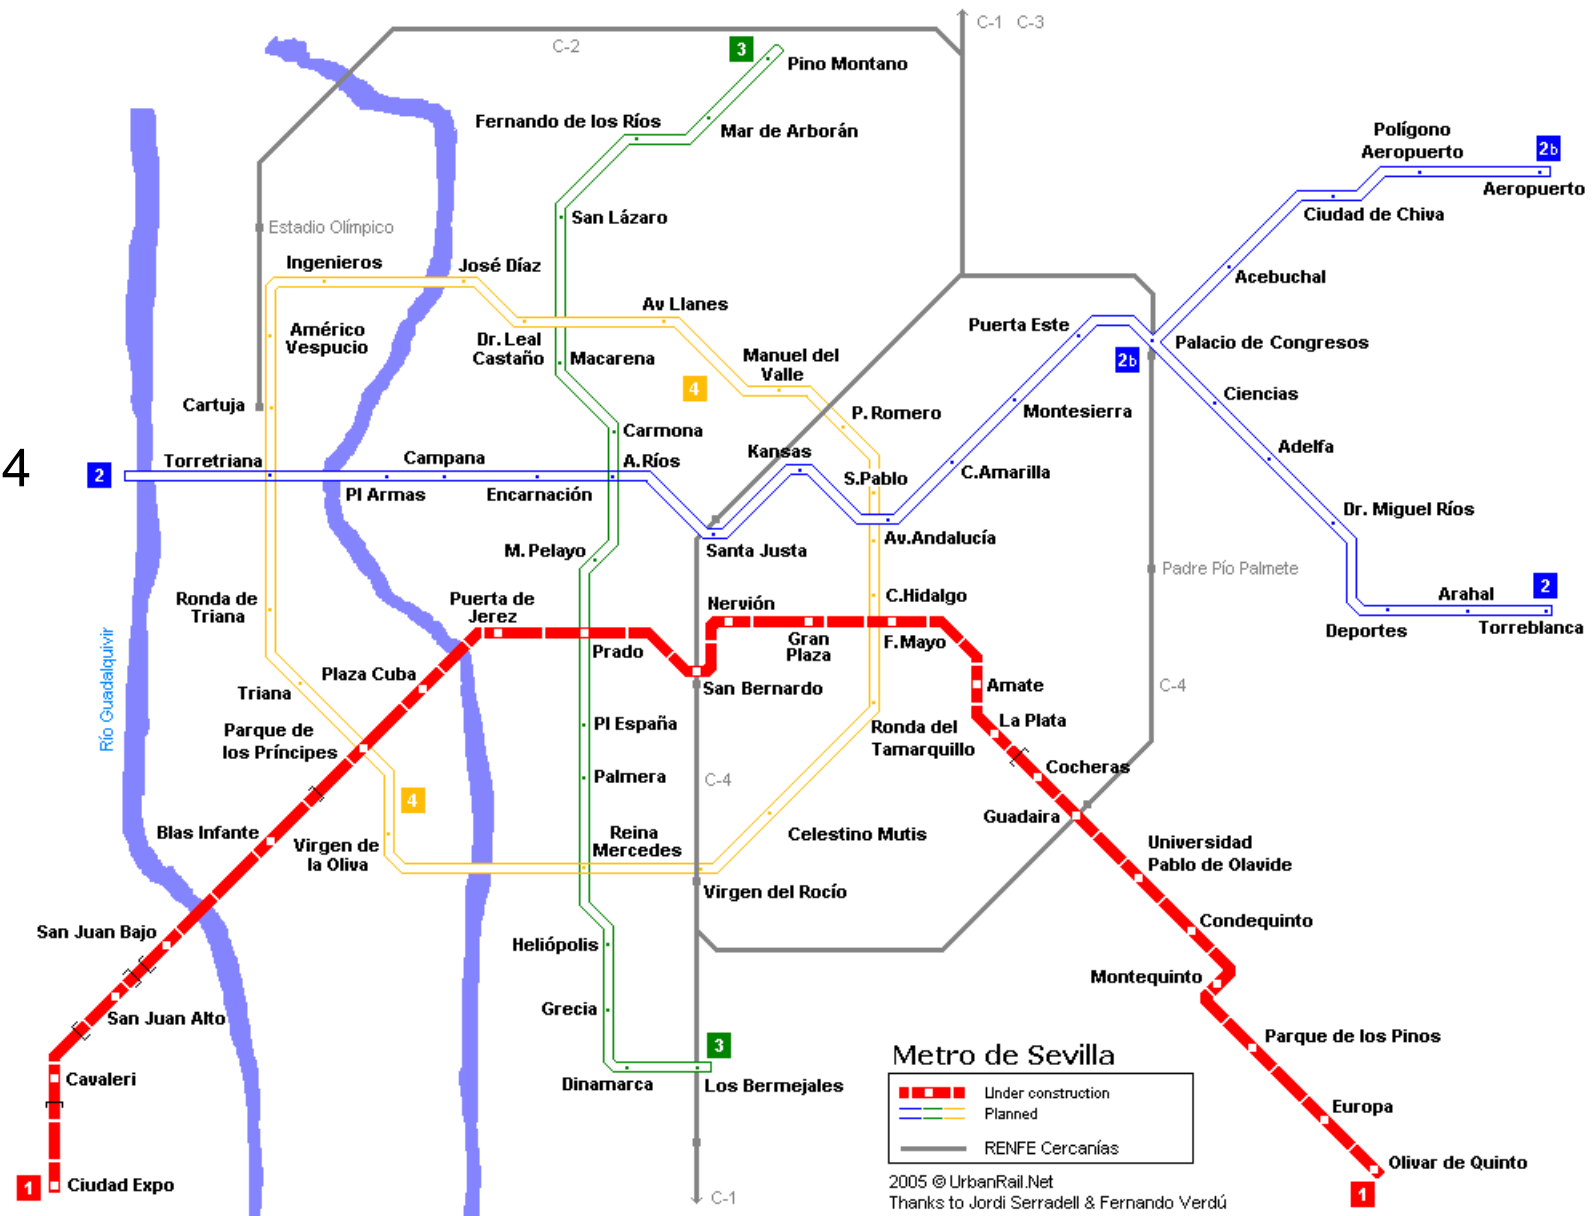 C-1 C-3
C-2
3
Pino Montano
Fernando de los Ríos
Mar de Arborán
Polígono
Aeropuerto
2b
Aeropuerto
Ciudad de Chiva
San Lázaro
Estadio Olímpico
Ingenieros
José Díaz
Acebuchal
Av Llanes
Américo
Vespucio
Dr. Leal
Castaño
Macarena
Puerta Este
2b
Palacio de Congresos
Manuel del
Valle
4
Cartuja
P. Romero
Montesierra
Ciencias
Carmona
Adelfa
4
2
Torretriana
Campana
A.Ríos
Kansas
Pl Armas
Encarnación
S.Pablo
C.Amarilla
Dr. Miguel Ríos
M. Pelayo
Santa Justa
Av.Andalucía
Padre Pío Palmete
Ronda de
Triana
Puerta de
Jerez
Nervión
C.Hidalgo
Arahal
2
Deportes
Torreblanca
Prado
Gran
Plaza
F.Mayo
Río Guadalquivir
Plaza Cuba
Triana
San Bernardo
Amate
C-4
Parque de
los Príncipes
Pl España
Ronda del
Tamarquillo
La Plata
Palmera
C-4
Cocheras
4
Guadaira
Blas Infante
Virgen de
la Oliva
Reina
Mercedes
Celestino Mutis
Universidad
Pablo de Olavide
Virgen del Rocío
San Juan Bajo
Heliópolis
Condequinto
Montequinto
San Juan Alto
Grecia
3
Parque de los Pinos
Cavaleri
Dinamarca
Los Bermejales
Europa
Olivar de Quinto
1
Ciudad Expo
1
C-1
Metro de Sevilla
Under construction
Planned
RENFE Cercanías
2005 © UrbanRail.Net
Thanks to Jordi Serradell & Fernando Verdú